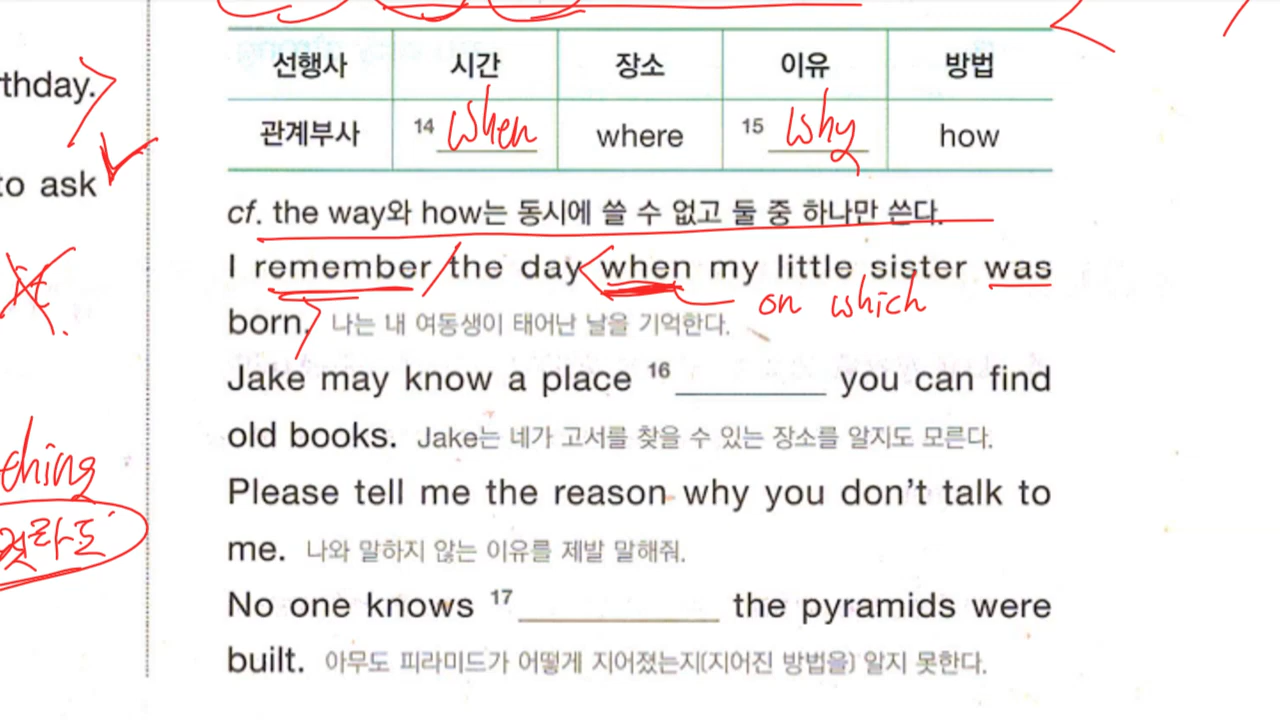 선행사 시간 장소 이유 방법
관계부사 14 when where 15 why how
cf. the way와 how는 동시에 쓸 수 없고 둘 중 하나만 쓴다.
rthday.
to ask
I remember the day when my little sister was
on which
born. 나는 내 여동생이 태어난 날을 기억한다.
Jake may know a place 16 ________ you can find
old books. Jake는 네가 고서를 찾을 수 있는 장소를 알지도 모른다.
thing
Please tell me the reason why you don't talk to
것라도
me. 나와 말하지 않는 이유를 제발 말해줘.
No one knows 17 __________ the pyramids were
built. 아무도 피라미드가 어떻게 지어졌는지(지어진 방법을) 알지 못한다.